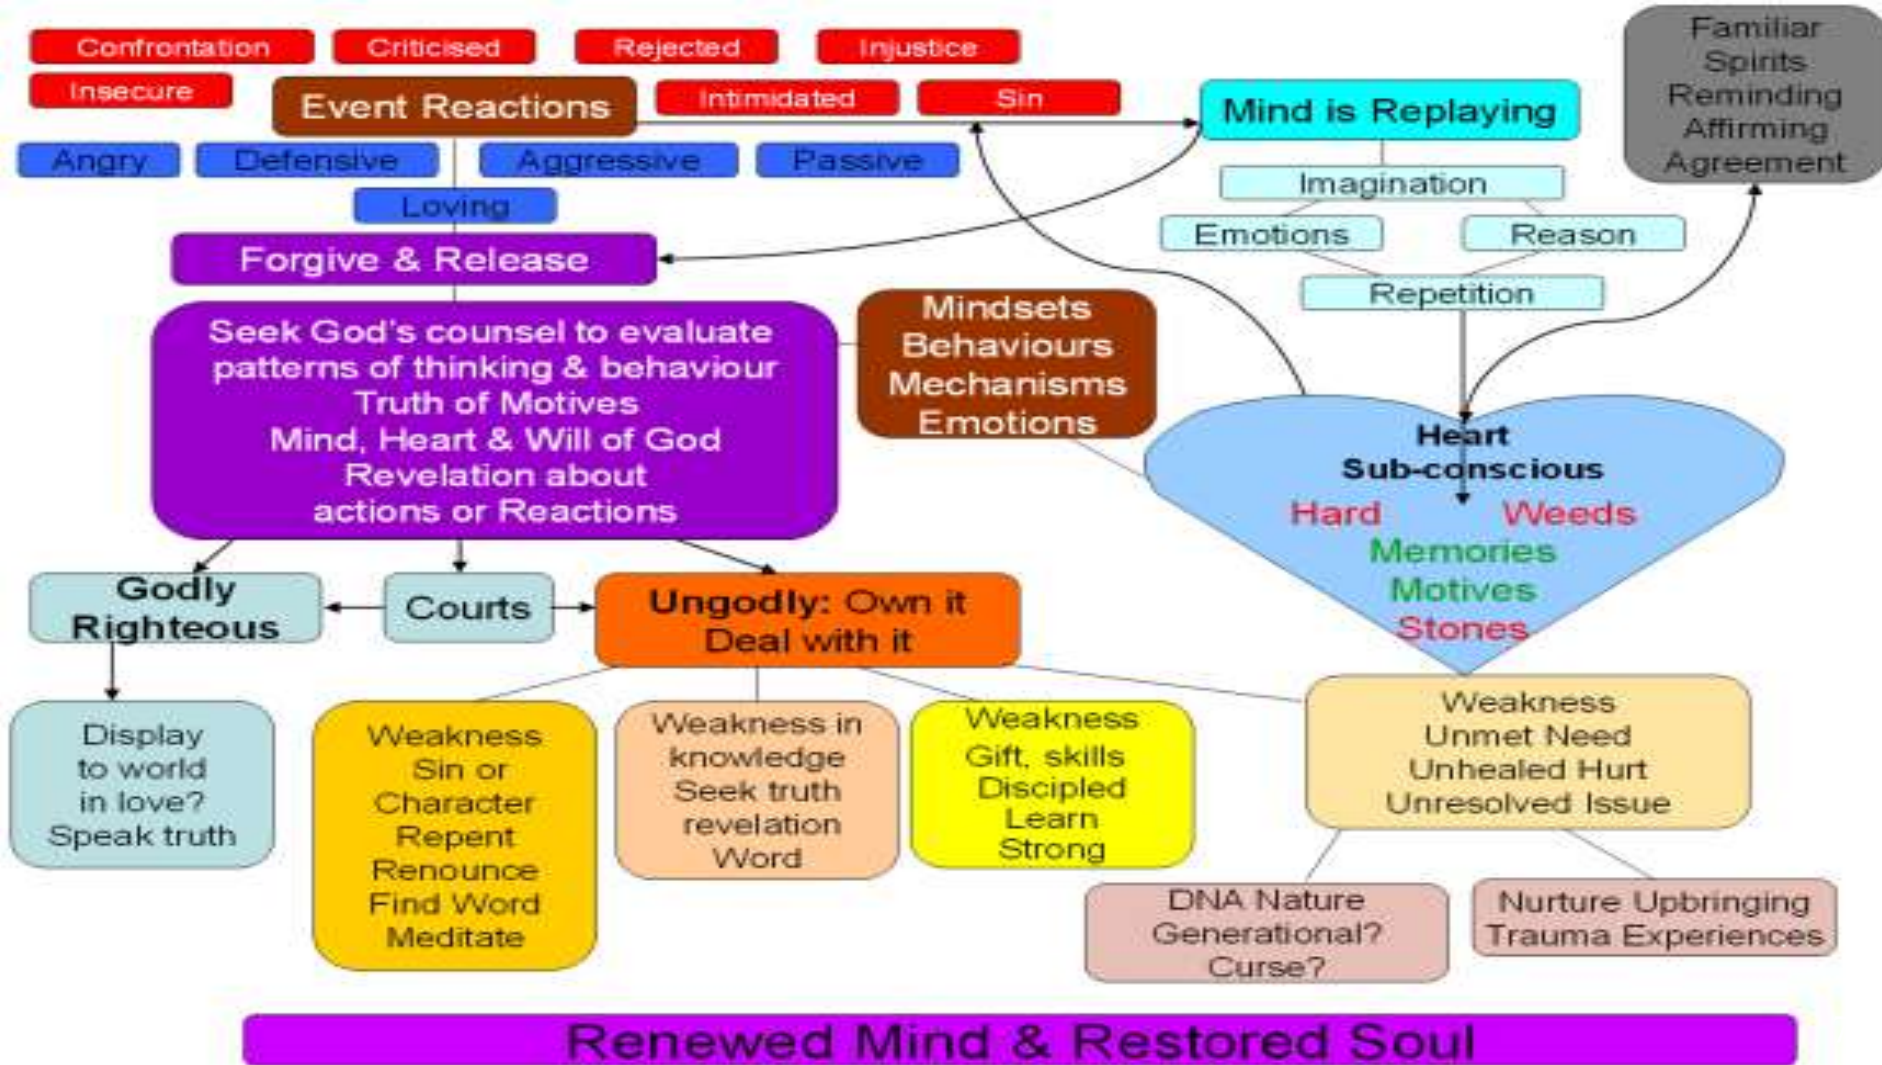 Confrontation
Criticised
Rejected
Injustice
Insecure
Event Reactions
Intimidated
Sin
Angry
Defensive
Aggressive
Passive
Loving
Mind is Replaying
Imagination
Emotions
Reason
Repetition
Familiar
Spirits
Reminding
Affirming
Agreement
Forgive & Release
Seek God's counsel to evaluate
patterns of thinking & behaviour
Truth of Motives
Mind, Heart & Will of God
Revelation about
actions or Reactions
Mindsets
Behaviours
Mechanisms
Emotions
Heart
Sub-conscious
Hard
Weeds
Memories
Motives
Stones
Godly
Righteous
Courts
Ungodly: Own it
Deal with it
Display
to world
in love?
Speak truth
Weakness
Sin or
Character
Repent
Renounce
Find Word
Meditate
Weakness in
knowledge
Seek truth
revelation
Word
Weakness
Gift, skills
Discipled
Learn
Strong
Weakness
Unmet Need
Unhealed Hurt
Unresolved Issue
DNA Nature
Generational?
Curse?
Nurture Upbringing
Trauma Experiences
Renewed Mind & Restored Soul